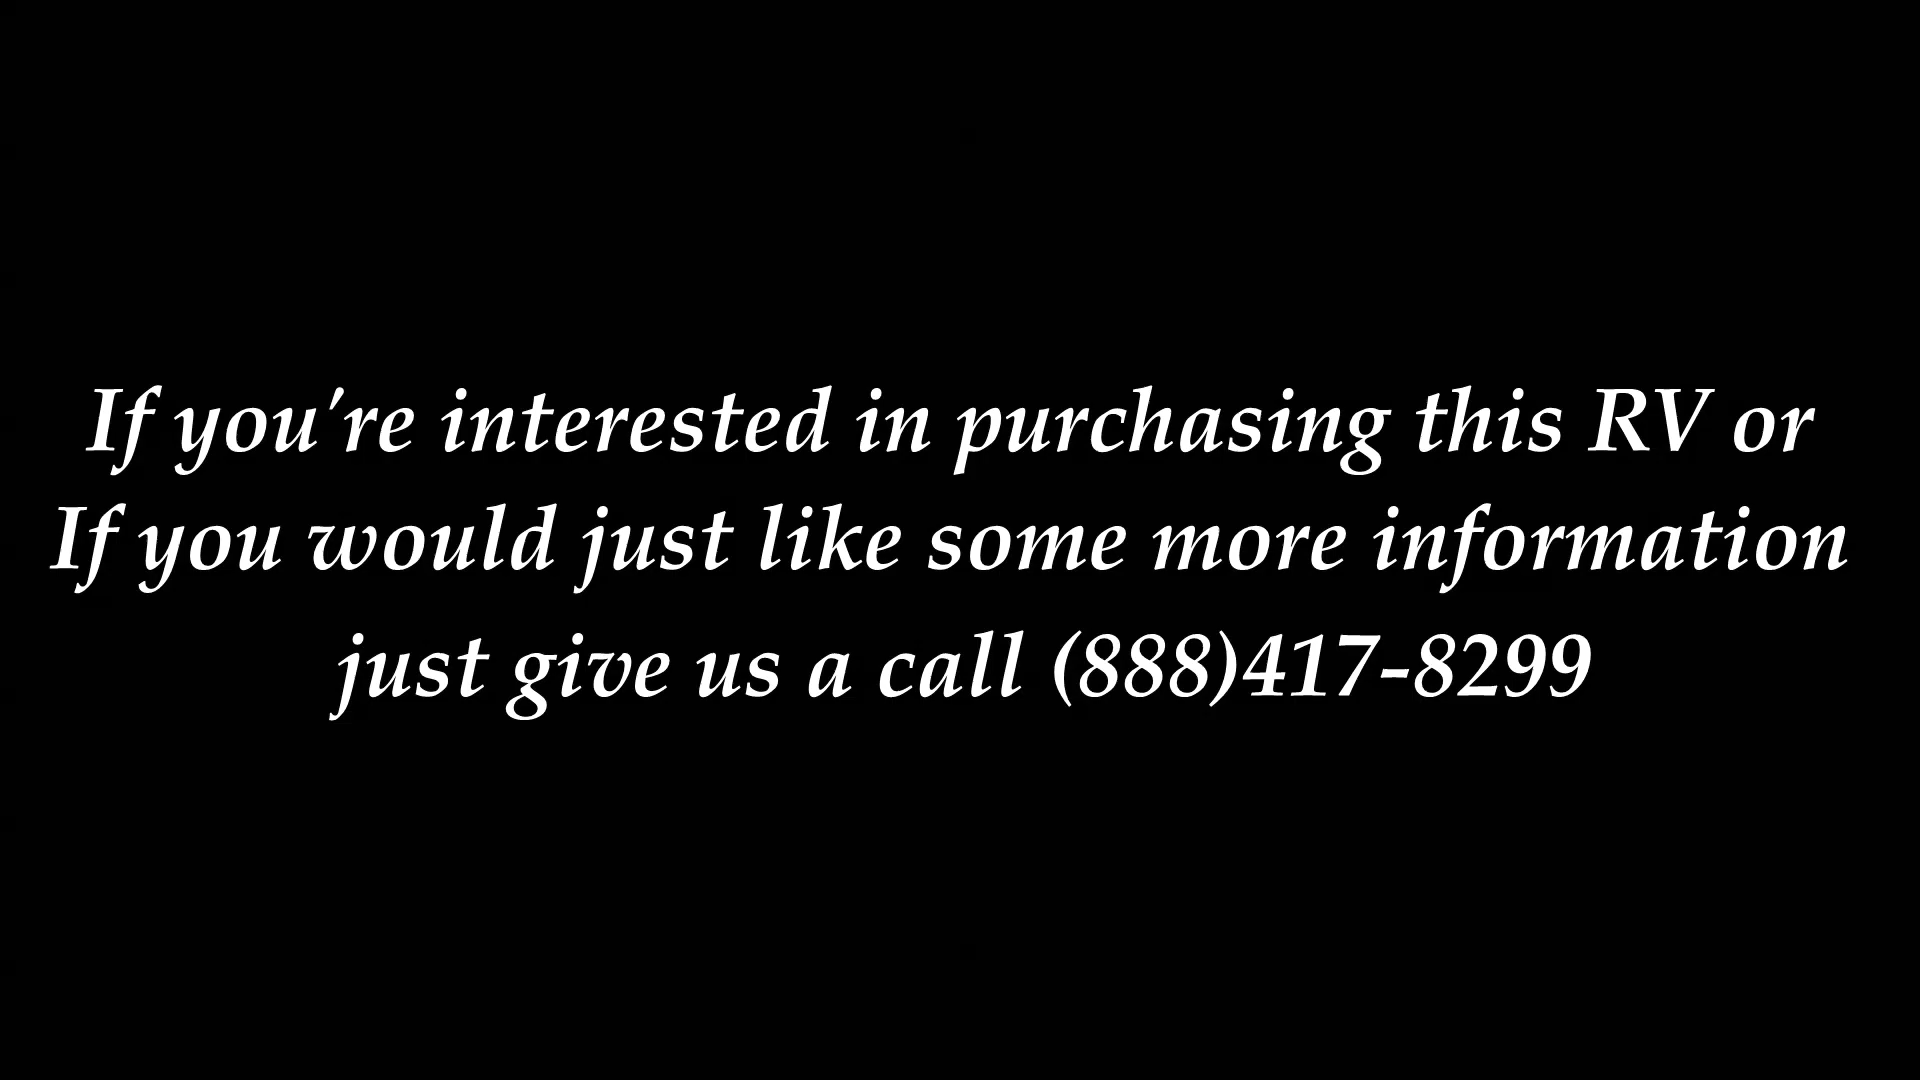 If you're interested in purchasing this RV or
If you would just like some more information
just give us a call (888)417-8299